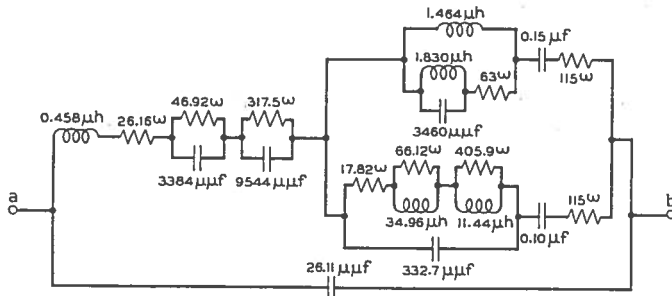 1.464μh
0.15μf
1.830μh
63ω
115ω
3460μμf
0.458μh
26.16ω
46.92ω
317.5ω
3384μμf
9544μμf
66.12ω
405.9ω
17.82ω
34.96μh
11.44μh
115ω
0.10μf
332.7μμf
a
b
26.11μμf